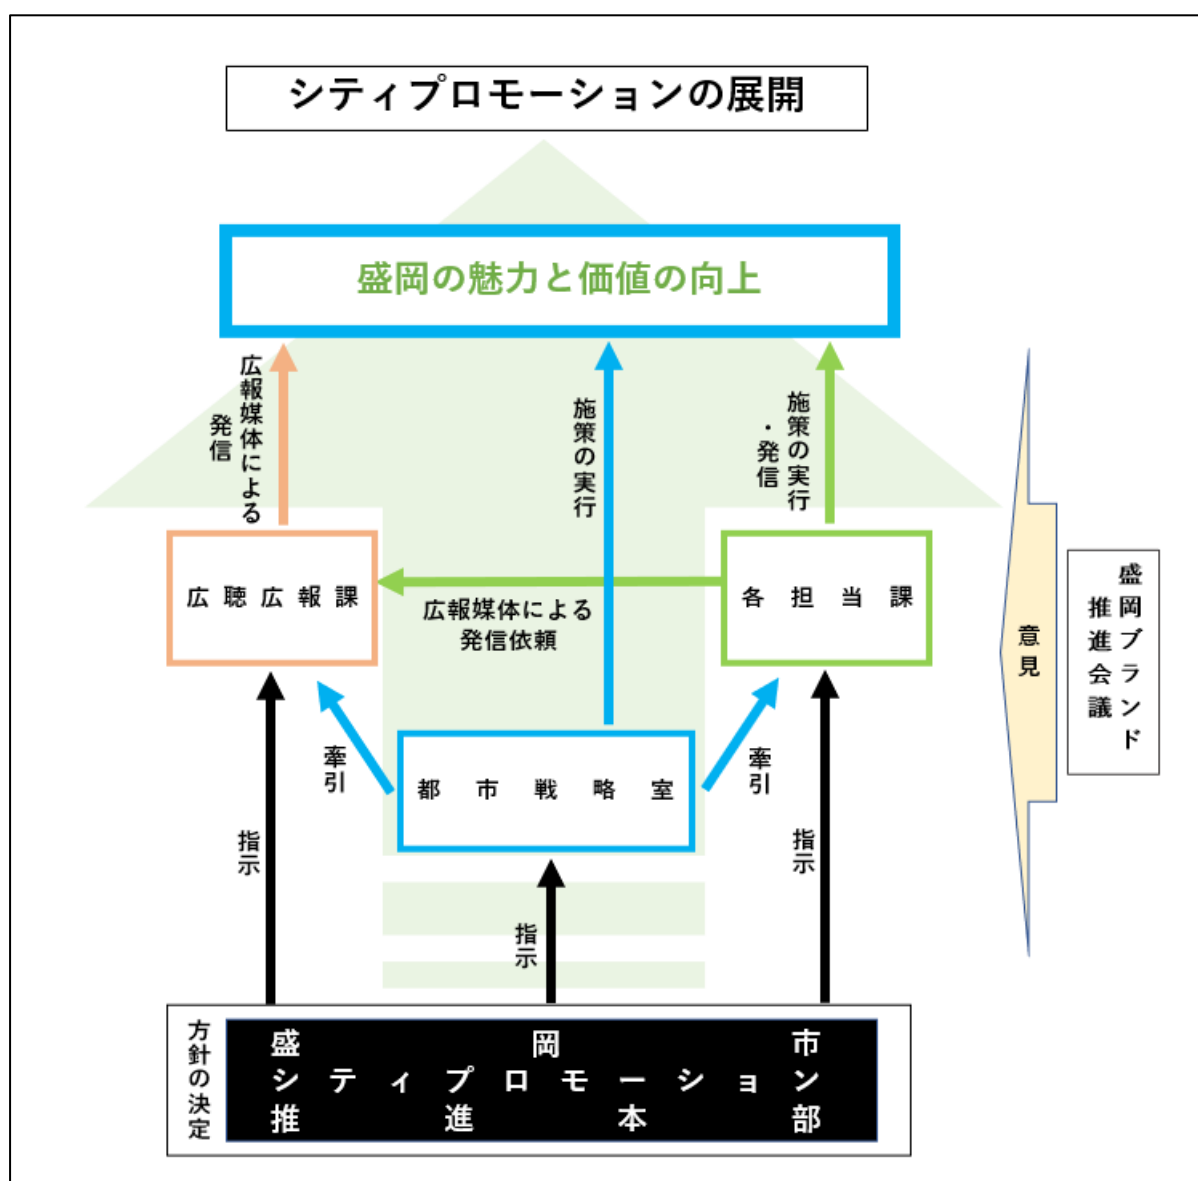 シティプロモーションの展開
盛岡の魅力と価値の向上
広報媒体による
発信
施策の実行
施策の実行
・発信
広聴広報課
各担当課
広報媒体による
発信依頼
意見
盛岡ブランド
推進会議
牽引
都市戦略室
牽引
指示
指示
指示
方針の決定
盛岡市
シティプロモーション
推進本部